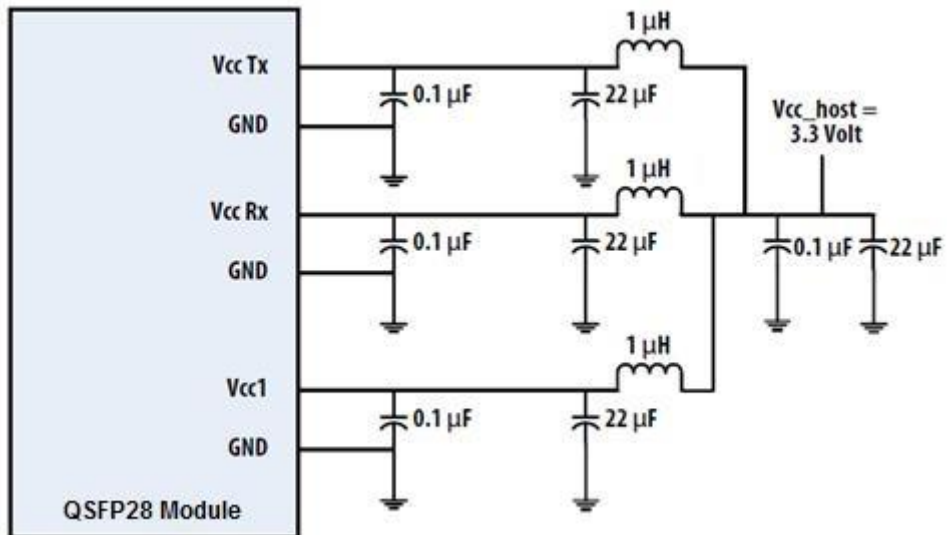 1 µH
Vcc Tx
0.1 µF
22 µF
GND
Vcc_host =
3.3 Volt
1 µH
Vcc Rx
0.1 µF
22 µF
0.1 µF
22 µF
GND
1 µH
Vcc1
0.1 µF
22 µF
GND
QSFP28 Module